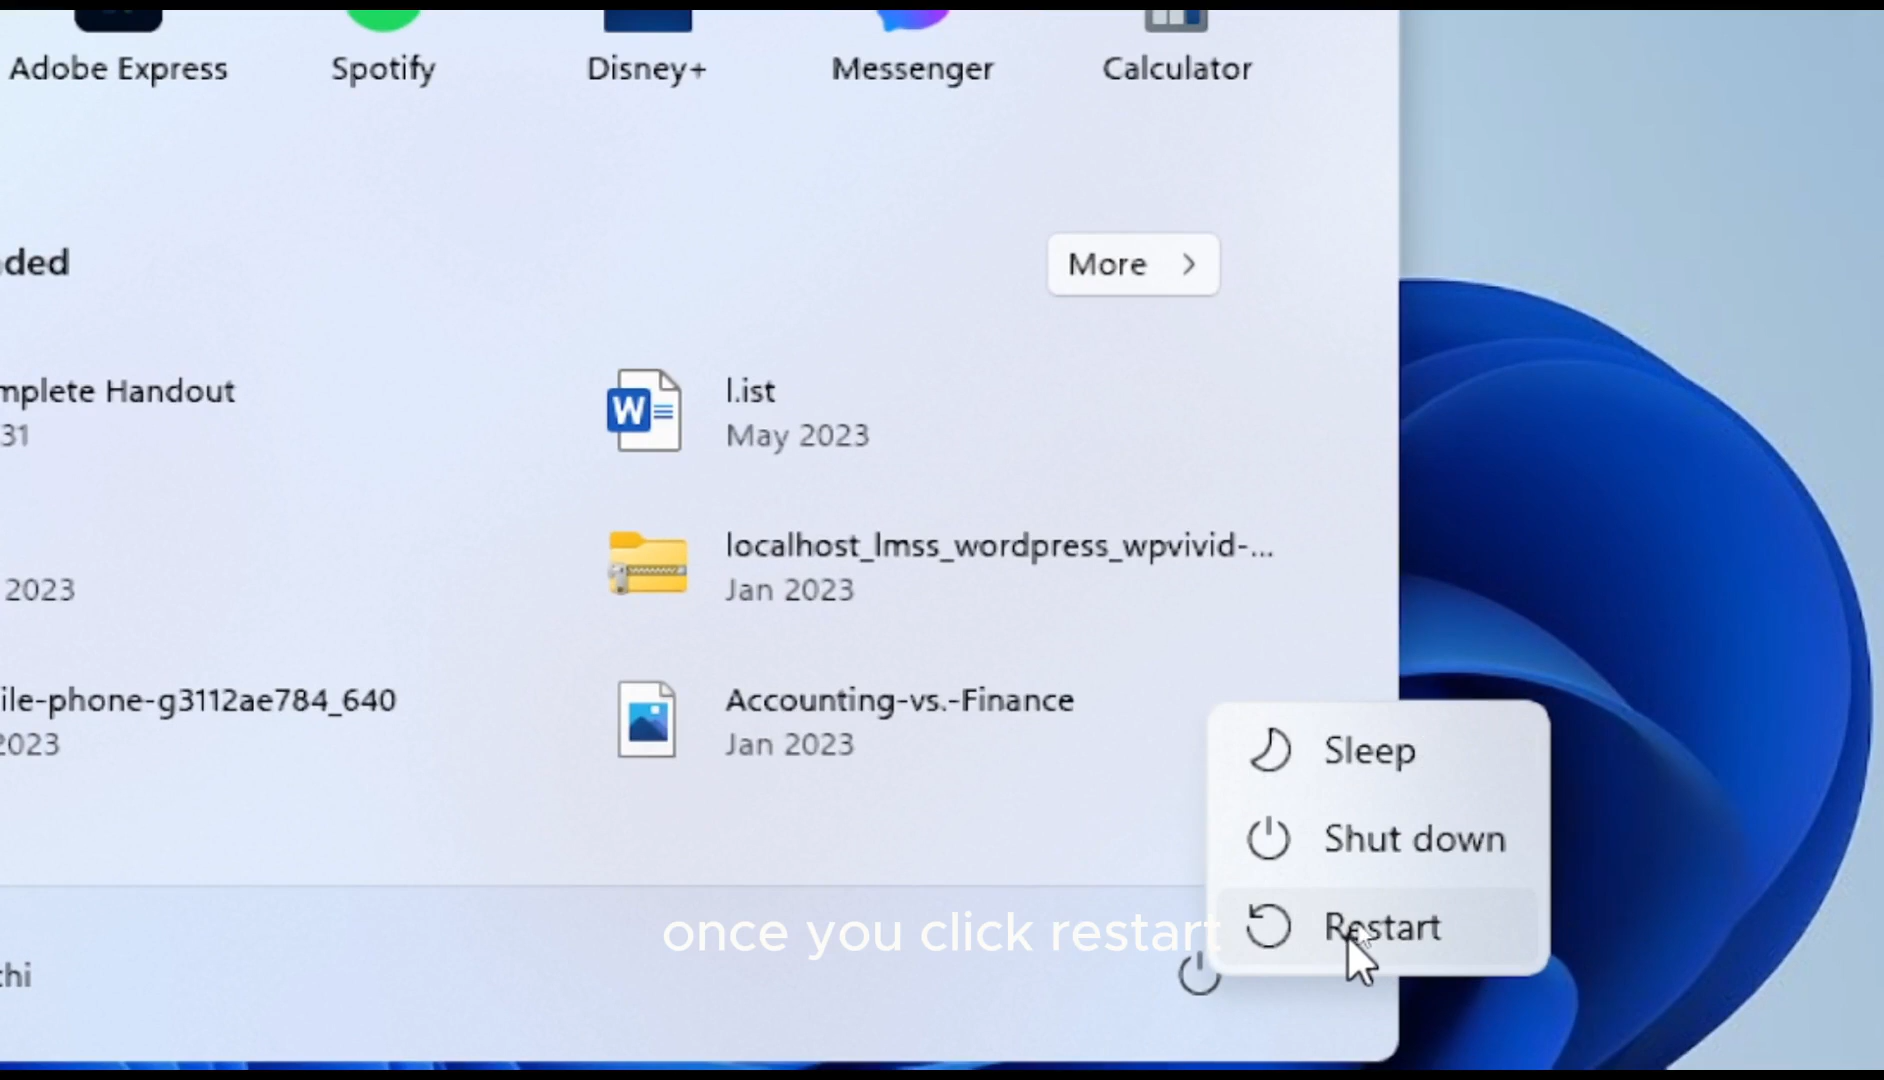 Adobe Express
Spotify
Disney+
Messenger
Calculator
ded
More
mplete Handout
31
l.ist
May 2023
2023
localhost_lmss_wordpress_wpvivid-...
Jan 2023
ile-phone-g3112ae784_640
2023
Accounting-vs.-Finance
Jan 2023
Sleep
Shut down
Restart
once you click restart
hi